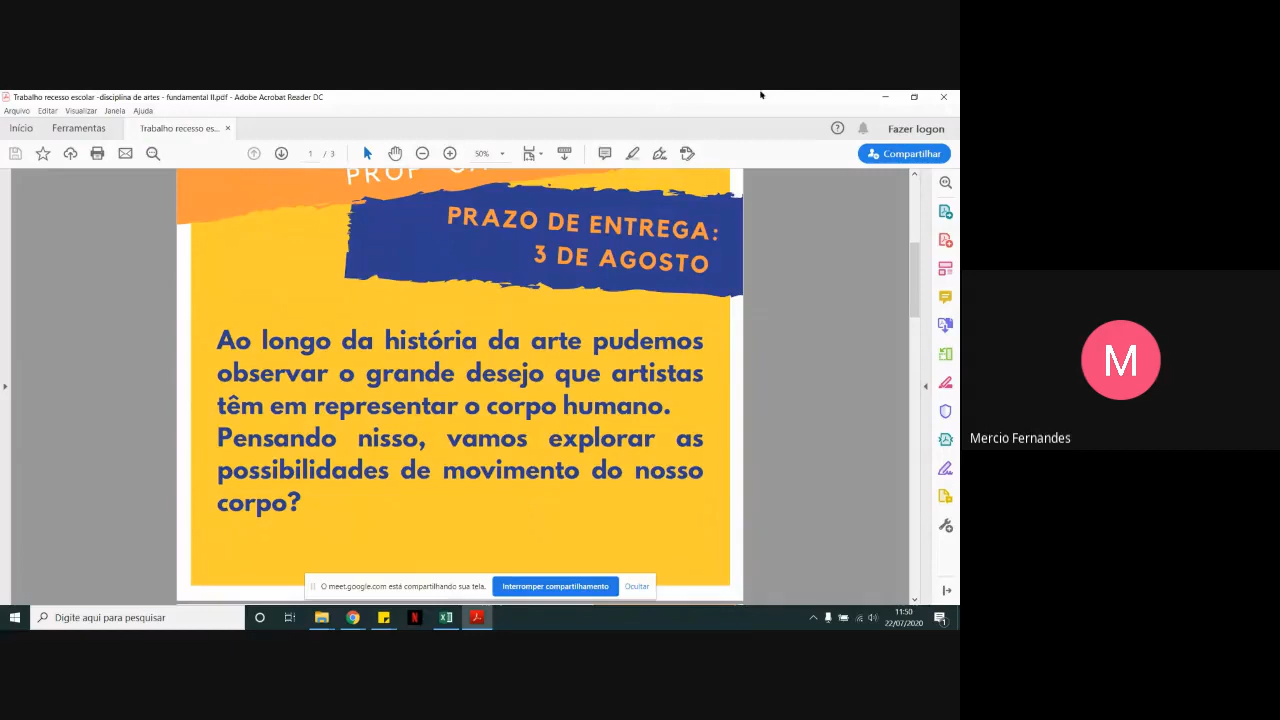 Trabalho recesso escolar -disciplina de artes - fundamental II.pdf - Adobe Acrobat Reader DC
Arquivo Editar Visualizar Janela Ajuda
Início Ferramentas Trabalho recesso es... × Fazer logon
1 / 3 50% Compartilhar
PRAZO DE ENTREGA:
3 DE AGOSTO
Ao longo da história da arte pudemos
observar o grande desejo que artistas
têm em representar o corpo humano.
Pensando nisso, vamos explorar as
possibilidades de movimento do nosso
corpo?
M
Mercio Fernandes
O meet.google.com está compartilhando sua tela. Interromper compartilhamento Ocultar
Digite aqui para pesquisar
11:50
22/07/2020